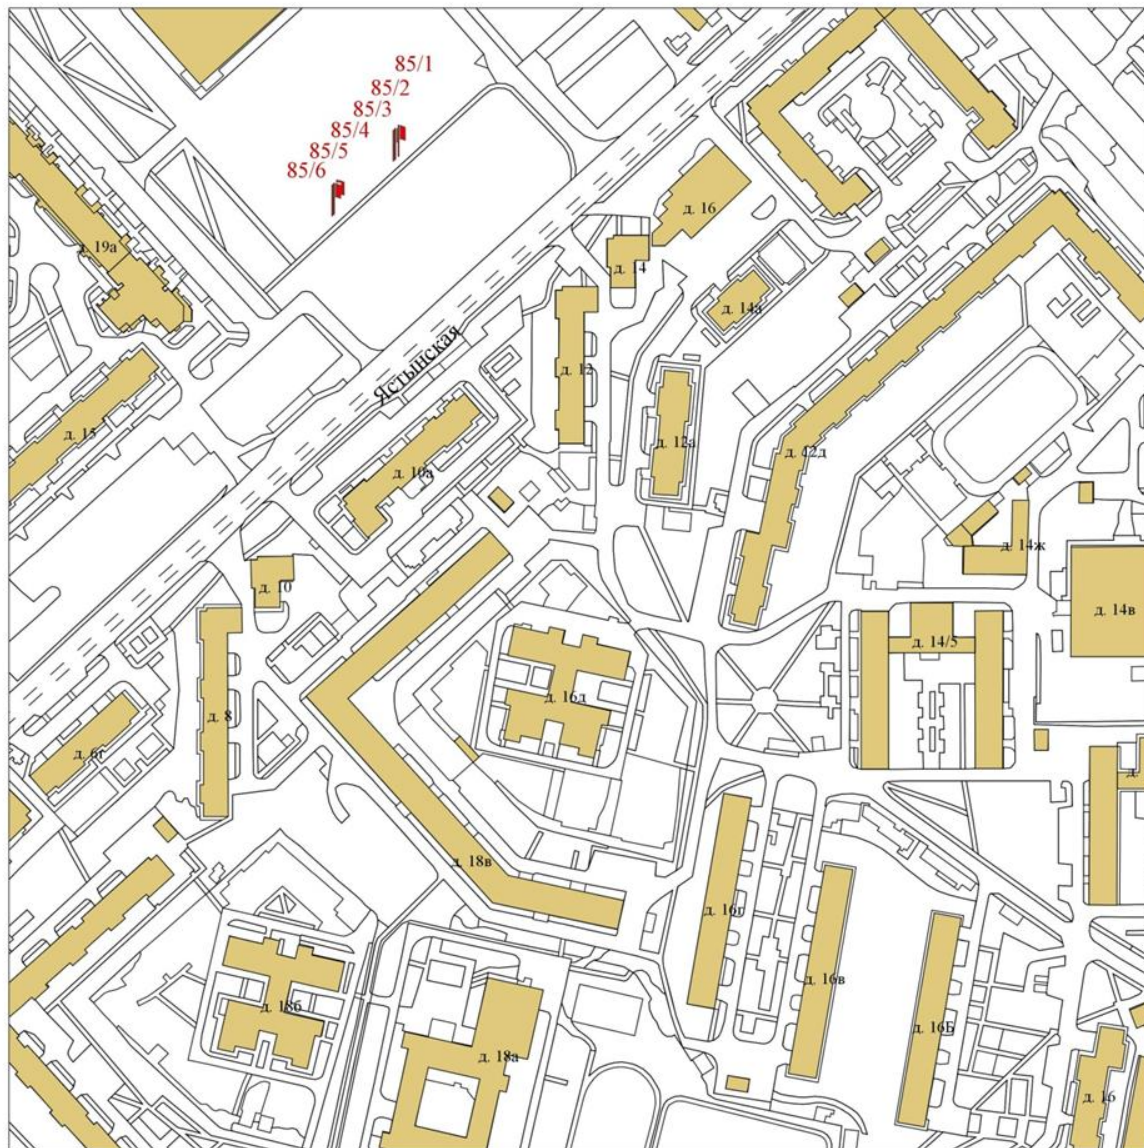 85/1
85/2
85/3
85/4
85/5
85/6
д. 16
д. 19а
д. 14
д. 14а
Ястынская
д. 12
д. 15
д. 12а
д. 12д
д. 10а
д. 14ж
д. 10
д. 14в
д. 14/5
д. 16д
д. 8
д. 6г
д.
д. 18в
д. 16г
д. 16в
д. 18б
д. 16Б
д. 18а
д. 16